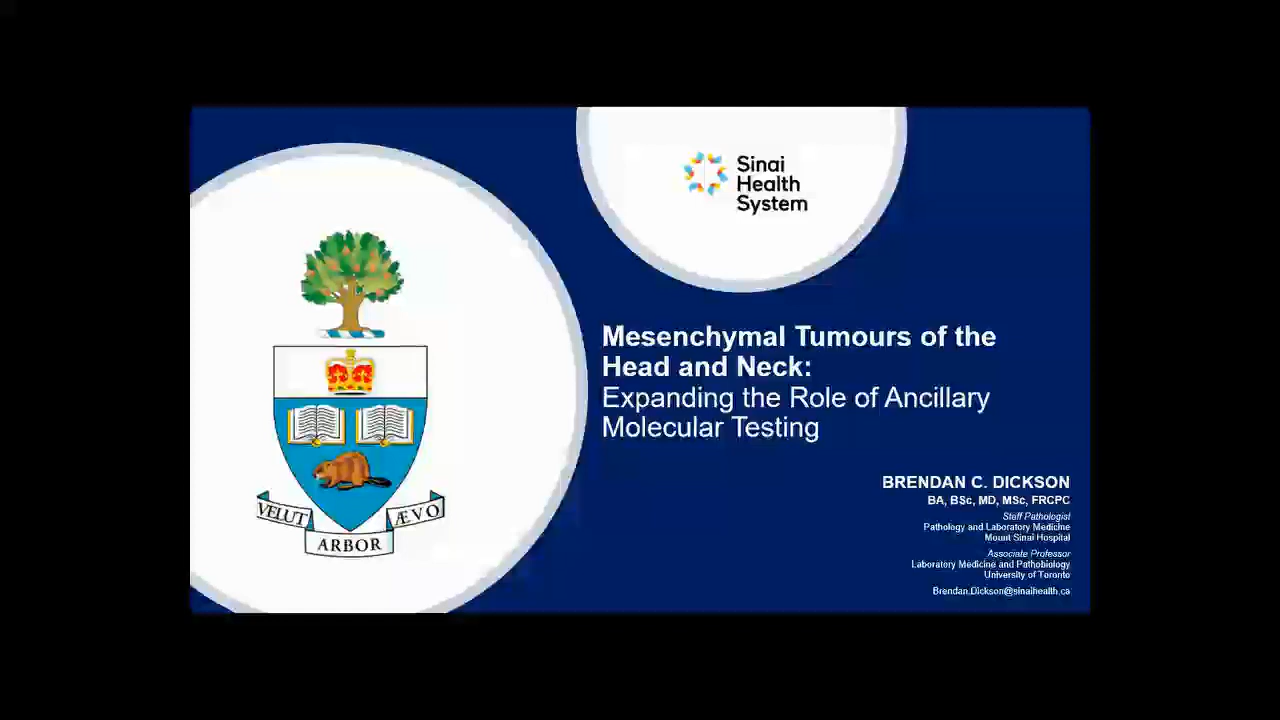 Sinai
Health
System
Mesenchymal Tumours of the
Head and Neck:
Expanding the Role of Ancillary
Molecular Testing
BRENDAN C. DICKSON
BA, BSc, MD, MSc, FRCPC
Staff Pathologist
Pathology and Laboratory Medicine
Mount Sinai Hospital
Associate Professor
Laboratory Medicine and Pathobiology
University of Toronto
Brendan.Dickson@sinaihealth.ca
VELUT
ÆVO
ARBOR